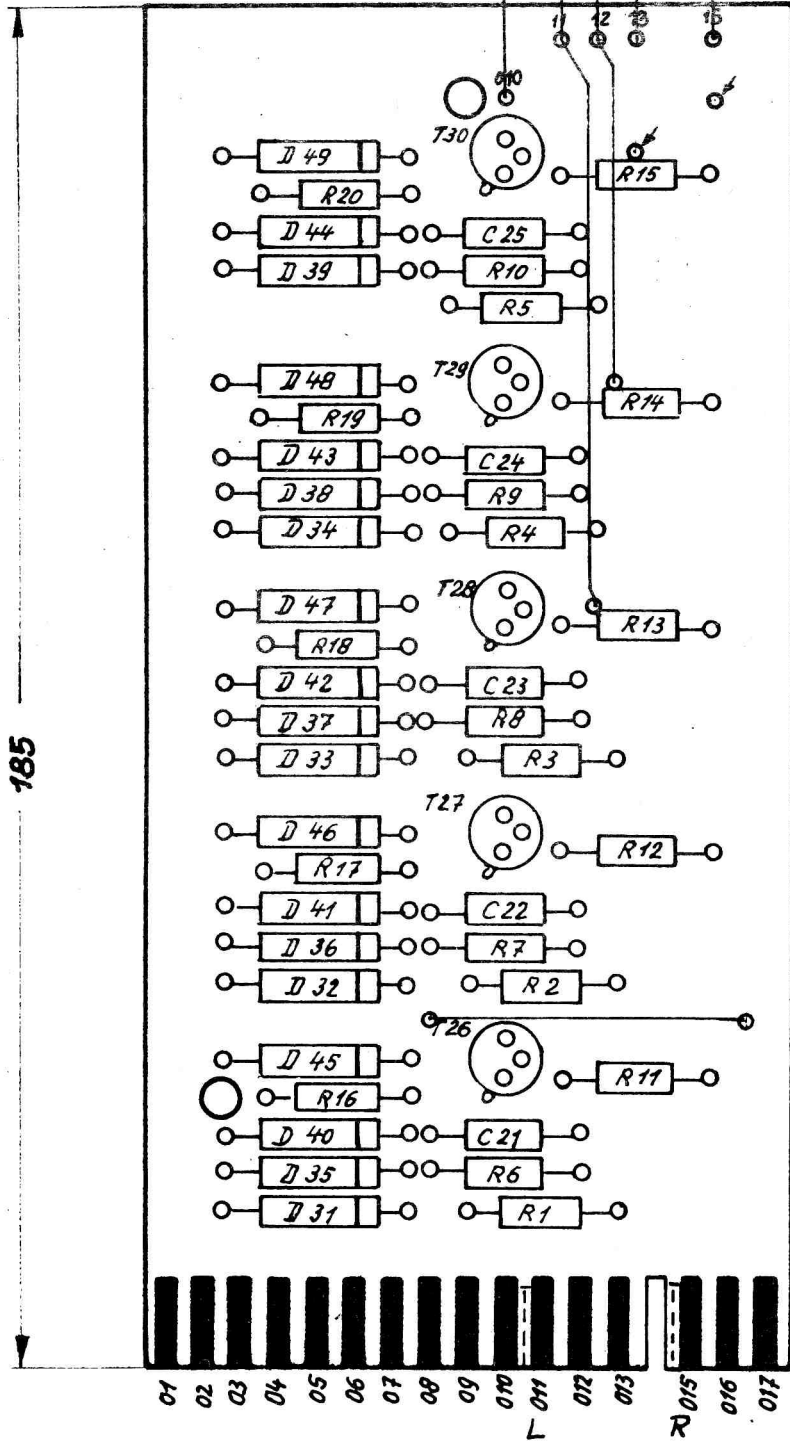 11 12 13 15
010
T30
D 49
R15
R20
D 44 C 25
D 39 R10
R5
T29
D 48 R14
R19
D 43 C 24
D 38 R9
D 34 R4
T28
D 47 R13
R18
D 42 C 23
D 37 R8
D 33 R3
185
T27
D 46 R12
R17
D 41 C 22
D 36 R7
D 32 R 2
T26
D 45 R11
R16
D 40 C 21
D 35 R6
D 31 R1
01 02 03 04 05 06 07 08 09 010 011 012 013 015 016 017
L R